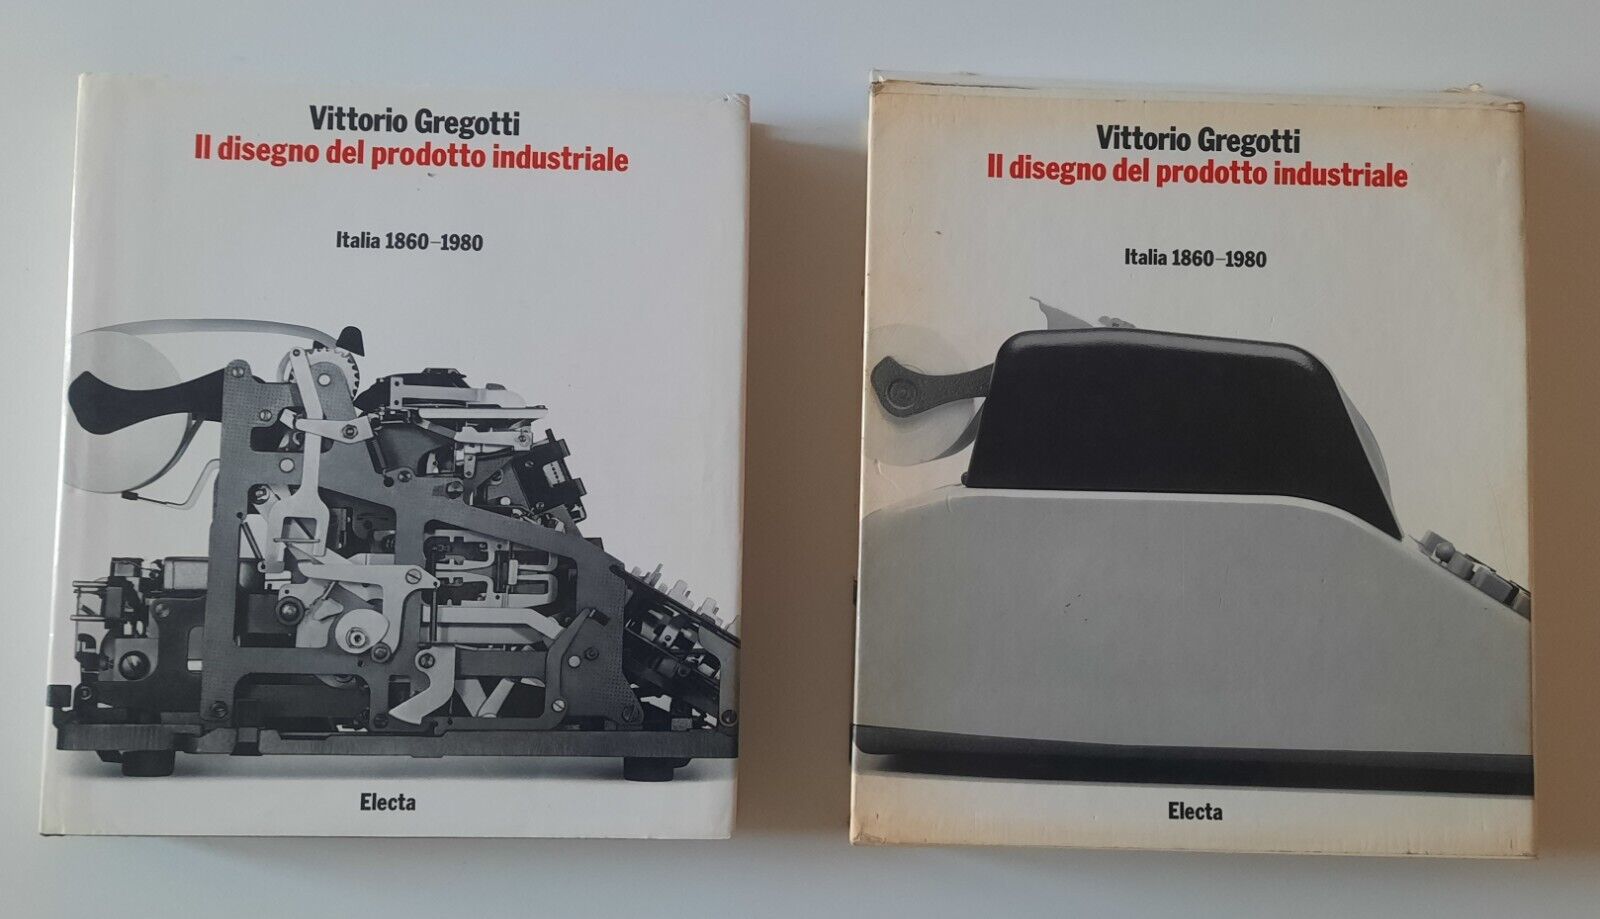 Vittorio Gregotti
Il disegno del prodotto industriale
Italia 1860–1980
Electa
Vittorio Gregotti
Il disegno del prodotto industriale
Italia 1860–1980
Electa